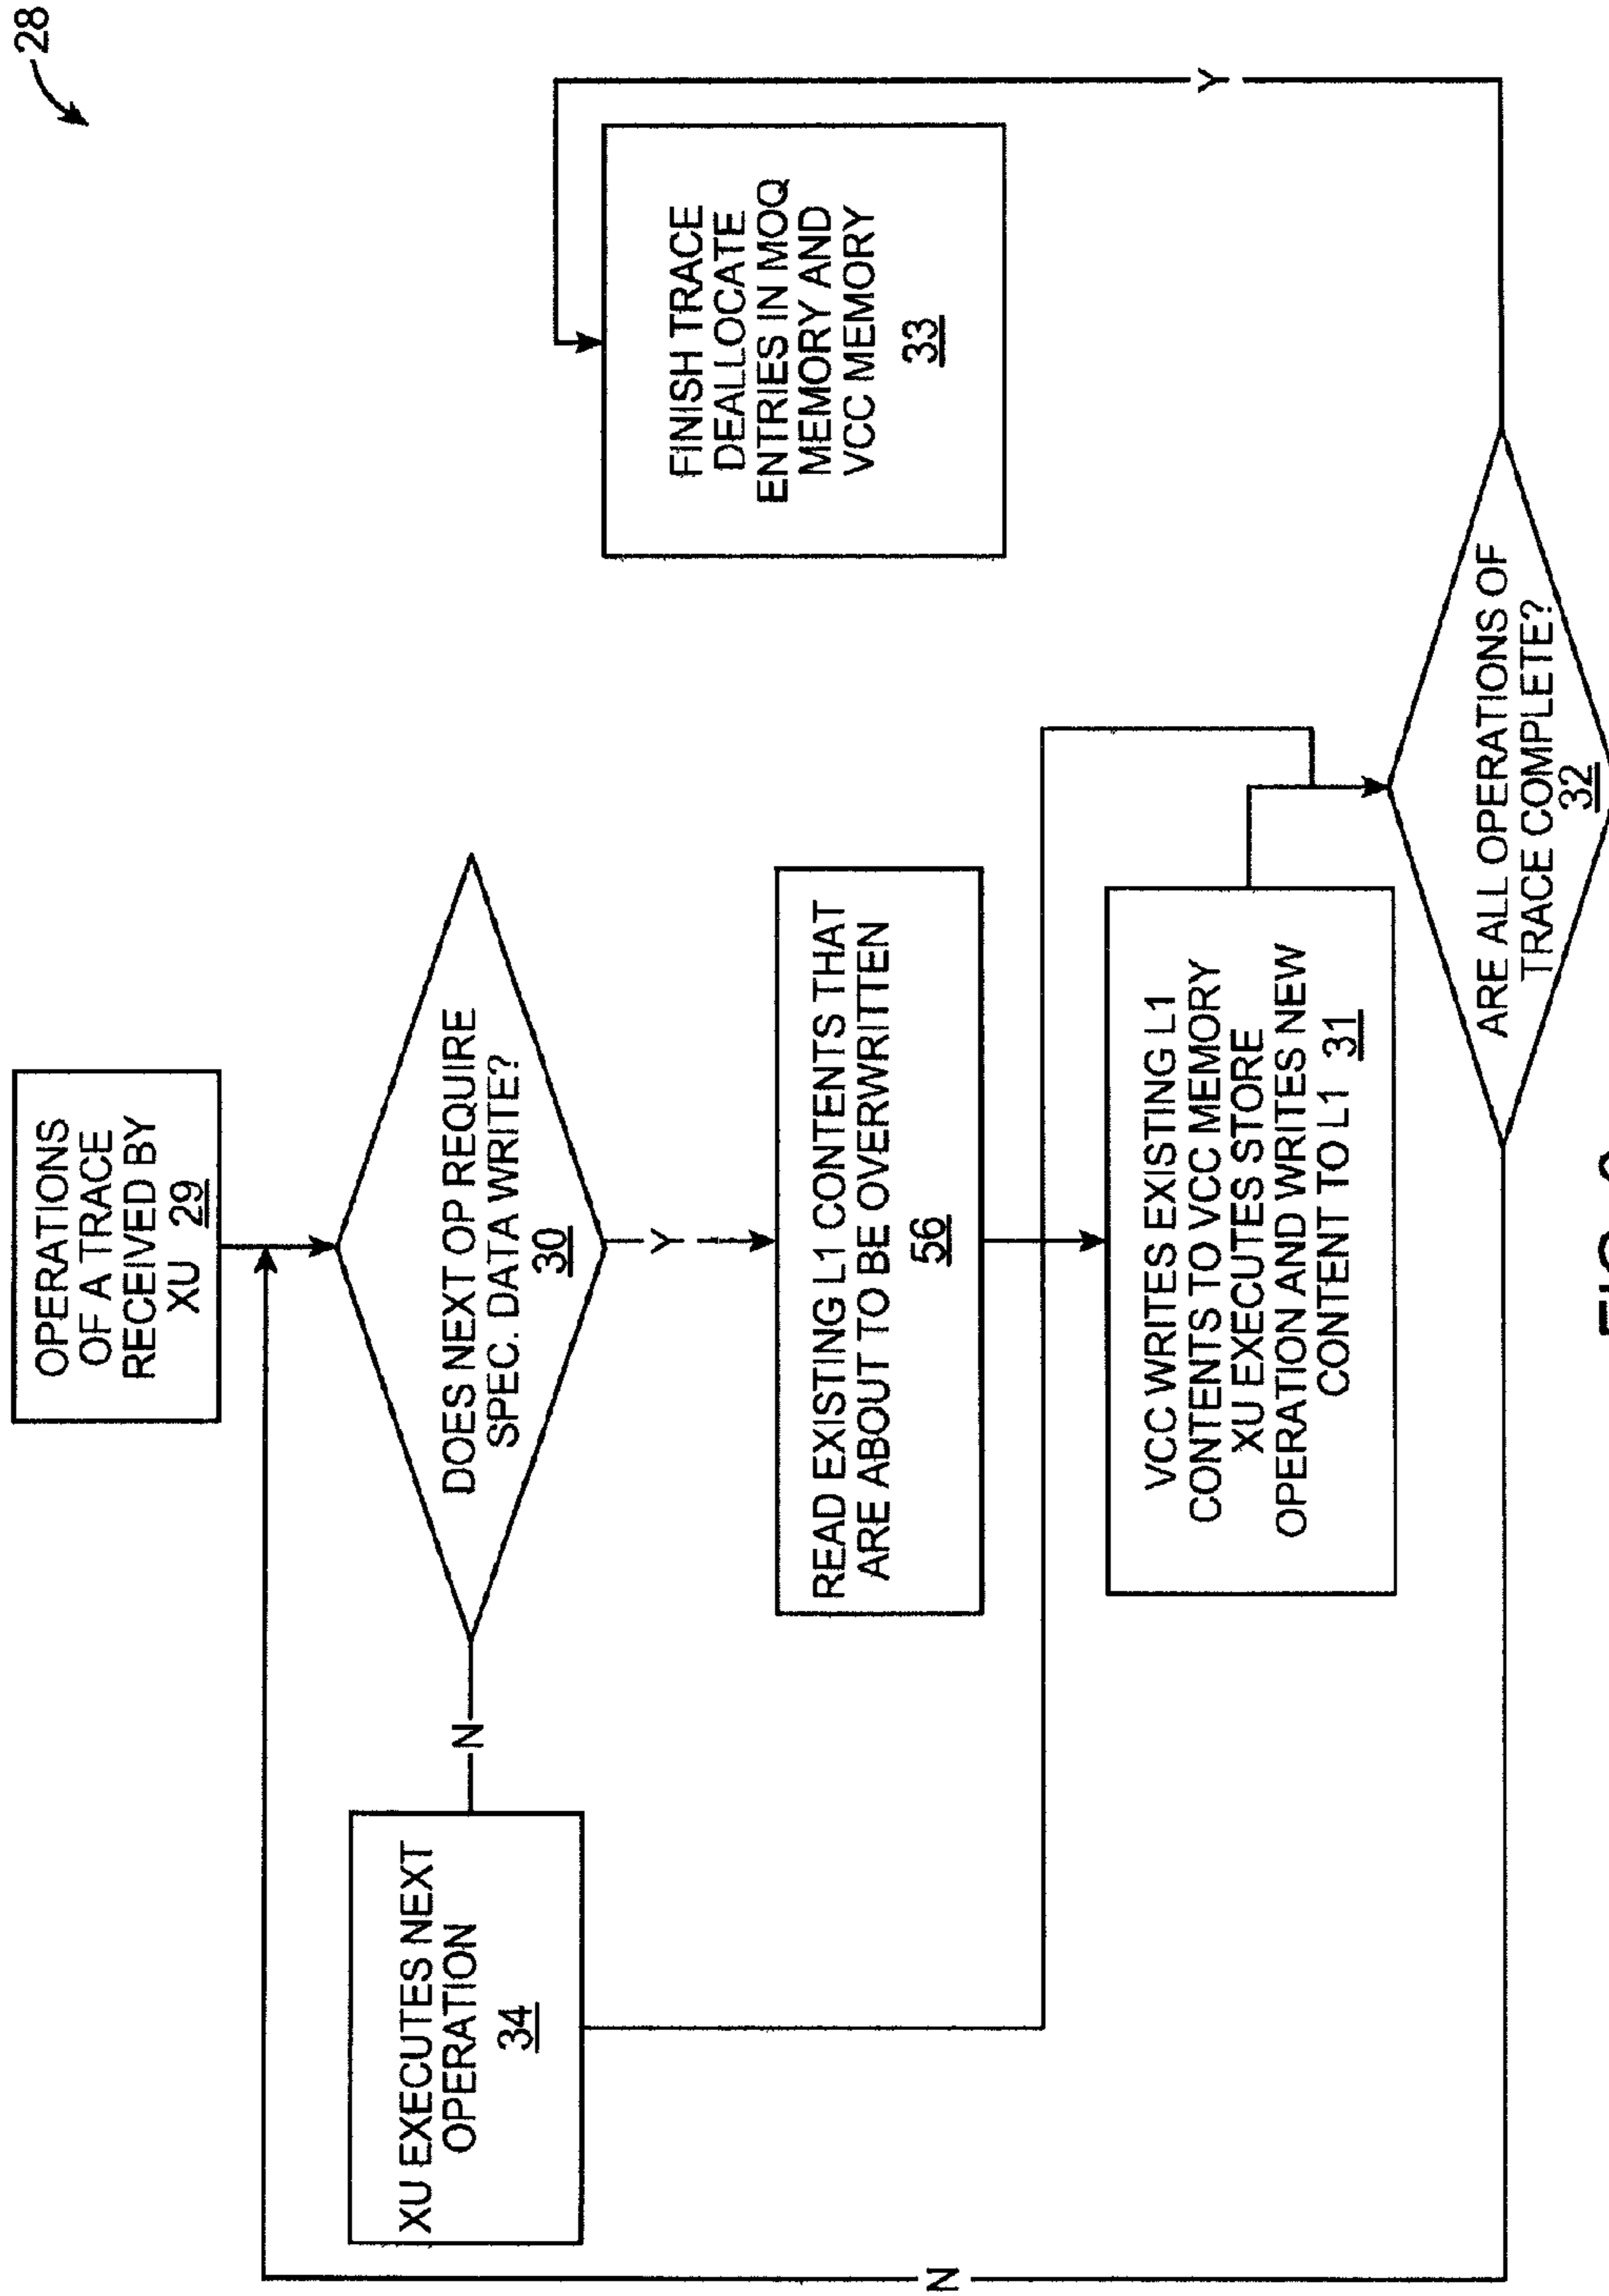 28
OPERATIONS
OF A TRACE
RECEIVED BY
XU 29
DOES NEXT OP REQUIRE
SPEC. DATA WRITE?
30
N
Y
XU EXECUTES NEXT
OPERATION
34
READ EXISTING L1 CONTENTS THAT
ARE ABOUT TO BE OVERWRITTEN
56
VCC WRITES EXISTING L1
CONTENTS TO VCC MEMORY
XU EXECUTES STORE
OPERATION AND WRITES NEW
CONTENT TO L1 31
ARE ALL OPERATIONS OF
TRACE COMPLETE?
32
N
Y
FINISH TRACE
DEALLOCATE
ENTRIES IN MOQ
MEMORY AND
VCC MEMORY
33